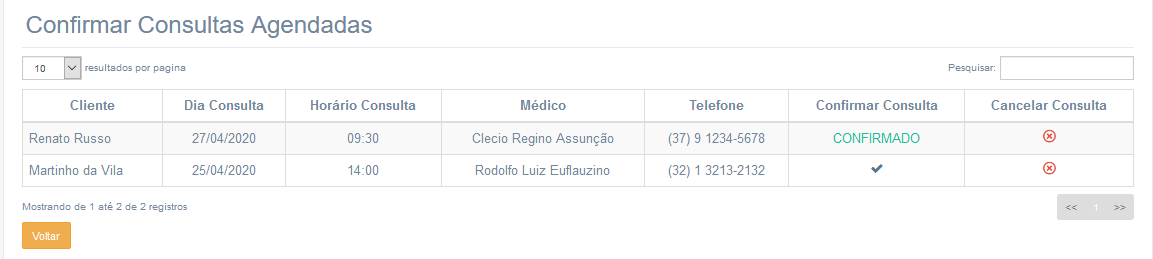 Confirmar Consultas Agendadas
10 resultados por pagina Pesquisar:
Cliente Dia Consulta Horário Consulta Médico Telefone Confirmar Consulta Cancelar Consulta
Renato Russo 27/04/2020 09:30 Clecio Regino Assunção (37) 9 1234-5678 CONFIRMADO
Martinho da Vila 25/04/2020 14:00 Rodolfo Luiz Euflauzino (32) 1 3213-2132
Mostrando de 1 até 2 de 2 registros << 1 >>
Voltar